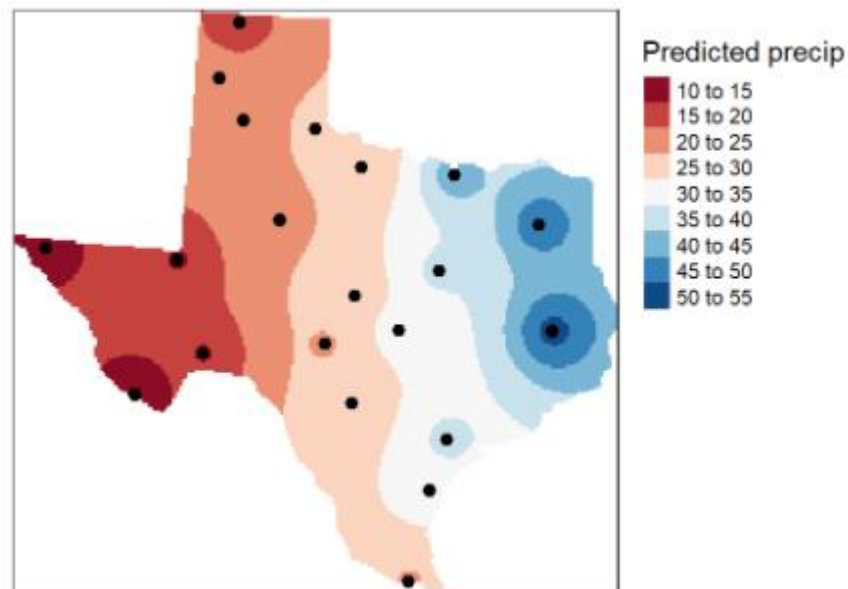 Predicted precip
10 to 15
15 to 20
20 to 25
25 to 30
30 to 35
35 to 40
40 to 45
45 to 50
50 to 55